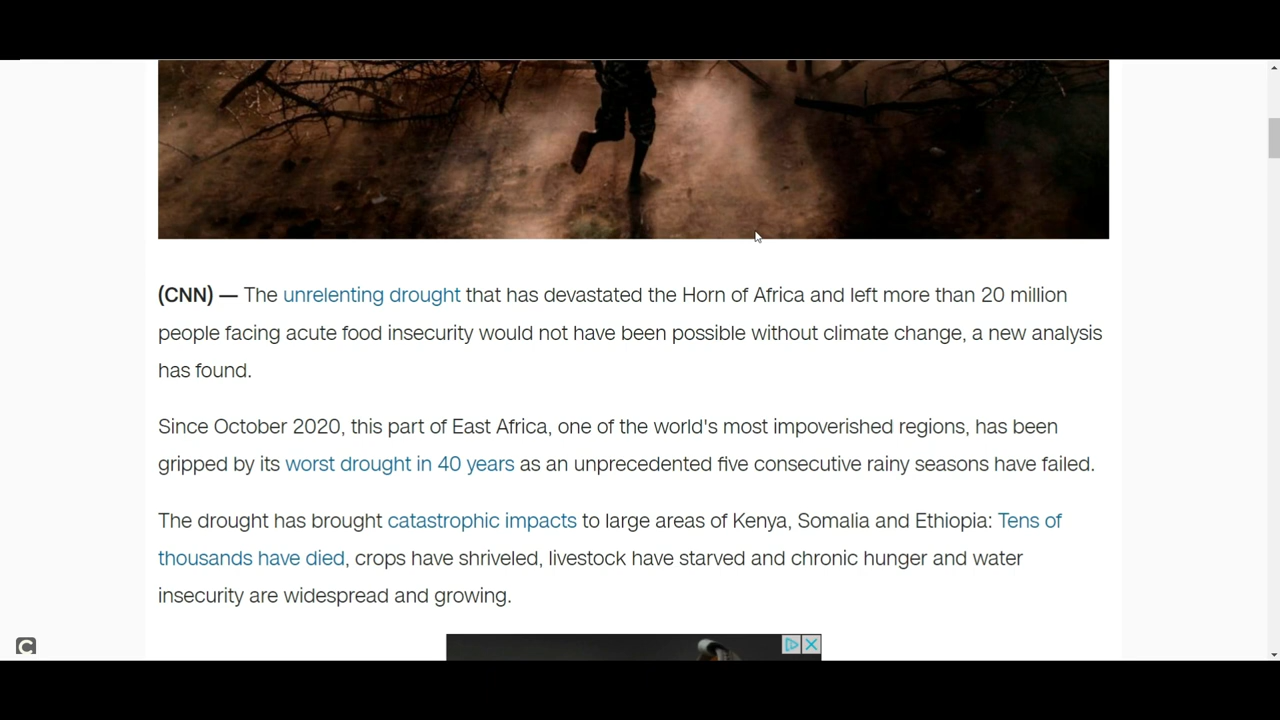 (CNN) — The unrelenting drought that has devastated the Horn of Africa and left more than 20 million
people facing acute food insecurity would not have been possible without climate change, a new analysis
has found.
Since October 2020, this part of East Africa, one of the world's most impoverished regions, has been
gripped by its worst drought in 40 years as an unprecedented five consecutive rainy seasons have failed.
The drought has brought catastrophic impacts to large areas of Kenya, Somalia and Ethiopia: Tens of
thousands have died, crops have shriveled, livestock have starved and chronic hunger and water
insecurity are widespread and growing.
C